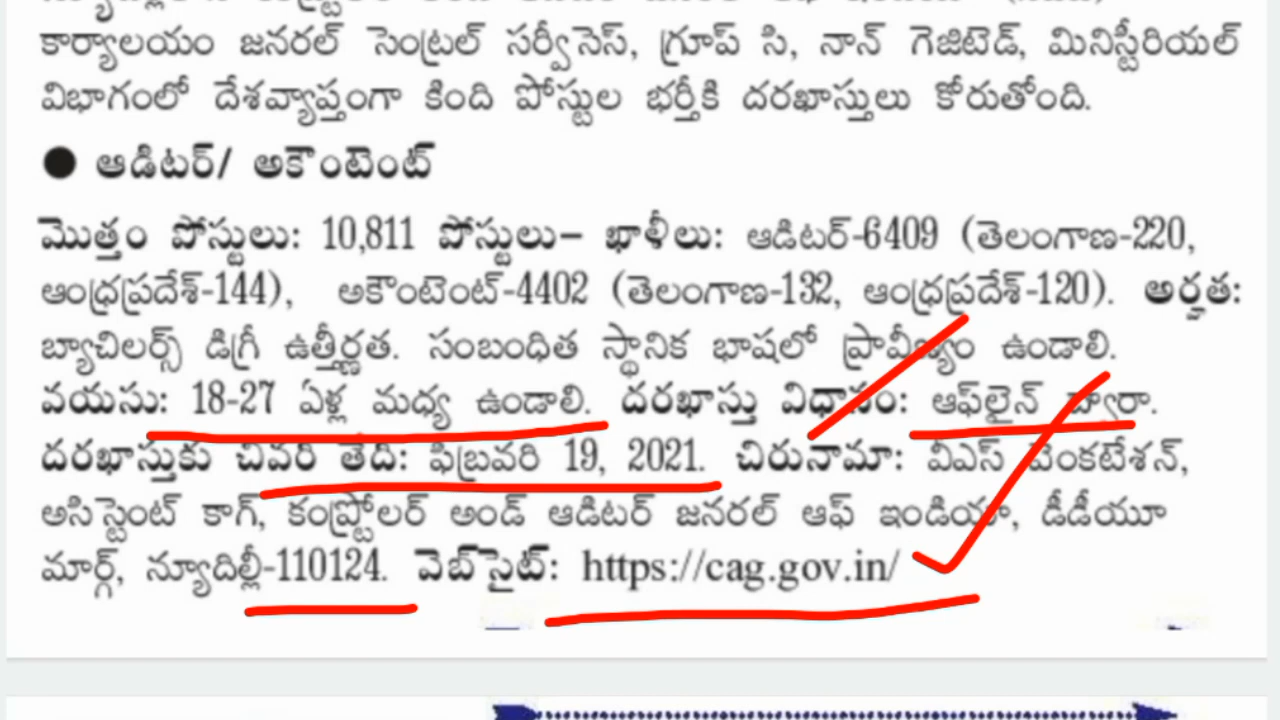 కార్యాలయం జనరల్ సెంట్రల్ సర్వీసెస్, గ్రూప్ సి, నాన్ గెజిటెడ్, మినిస్టీరియల్
విభాగంలో దేశవ్యాప్తంగా కింది పోస్టుల భర్తీకి దరఖాస్తులు కోరుతోంది.
● ఆడిటర్/ అకౌంటెంట్
మొత్తం పోస్టులు: 10,811 పోస్టులు– ఖాళీలు: ఆడిటర్-6409 (తెలంగాణ-220,
ఆంధ్రప్రదేశ్-144), అకౌంటెంట్-4402 (తెలంగాణ-132, ఆంధ్రప్రదేశ్-120). అర్హత:
బ్యాచిలర్స్ డిగ్రీ ఉత్తీర్ణత. సంబంధిత స్థానిక భాషలో ప్రావీణ్యం ఉండాలి.
వయసు: 18-27 ఏళ్ల మధ్య ఉండాలి. దరఖాస్తు విధానం: ఆఫ్‌లైన్ ద్వారా.
దరఖాస్తుకు చివరి తేది: ఫిబ్రవరి 19, 2021. చిరునామా: వీఎస్ వెంకటేశన్,
అసిస్టెంట్ కాగ్, కంప్ట్రోలర్ అండ్ ఆడిటర్ జనరల్ ఆఫ్ ఇండియా, డీడీయూ
మార్గ్, న్యూదిల్లీ-110124. వెబ్‌సైట్: https://cag.gov.in/